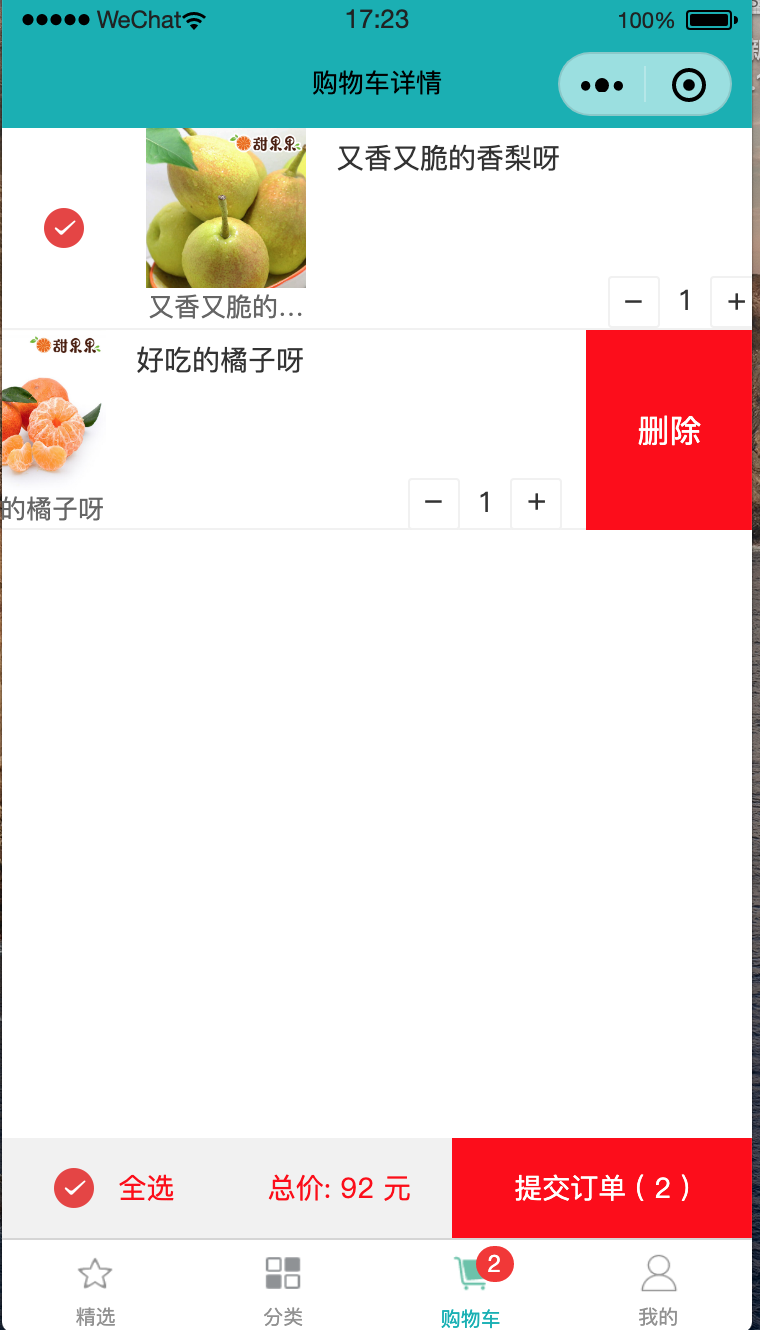 WeChat 17:23 100%
购物车详情
甜果果
又香又脆的香梨呀
又香又脆的…
− 1 +
甜果果
好吃的橘子呀
删除
的橘子呀
− 1 +
全选 总价: 92 元 提交订单 ( 2 )
2
精选 分类 购物车 我的